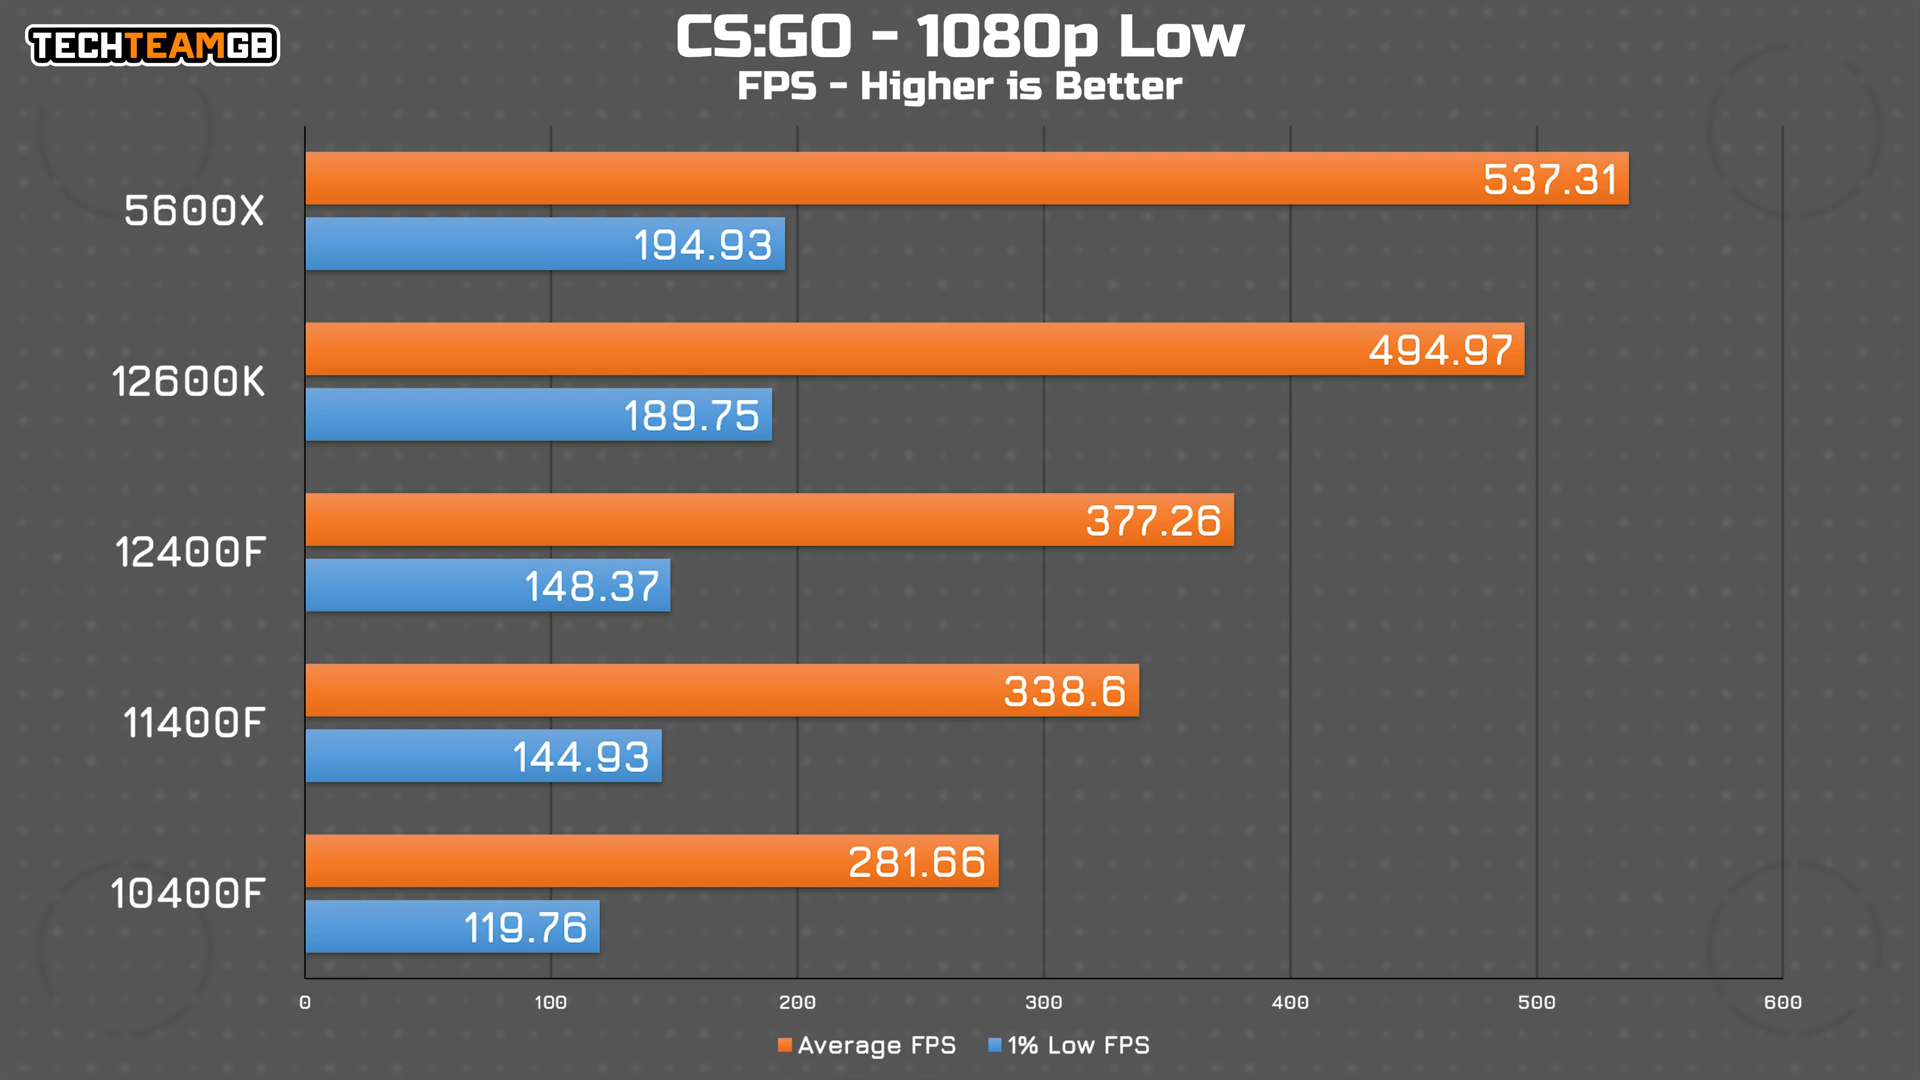 TECHTEAMGB
CS:GO - 1080p Low
FPS - Higher is Better
5600X
537.31
194.93
12600K
494.97
189.75
12400F
377.26
148.37
11400F
338.6
144.93
10400F
281.66
119.76
0 100 200 300 400 500 600
Average FPS 1% Low FPS